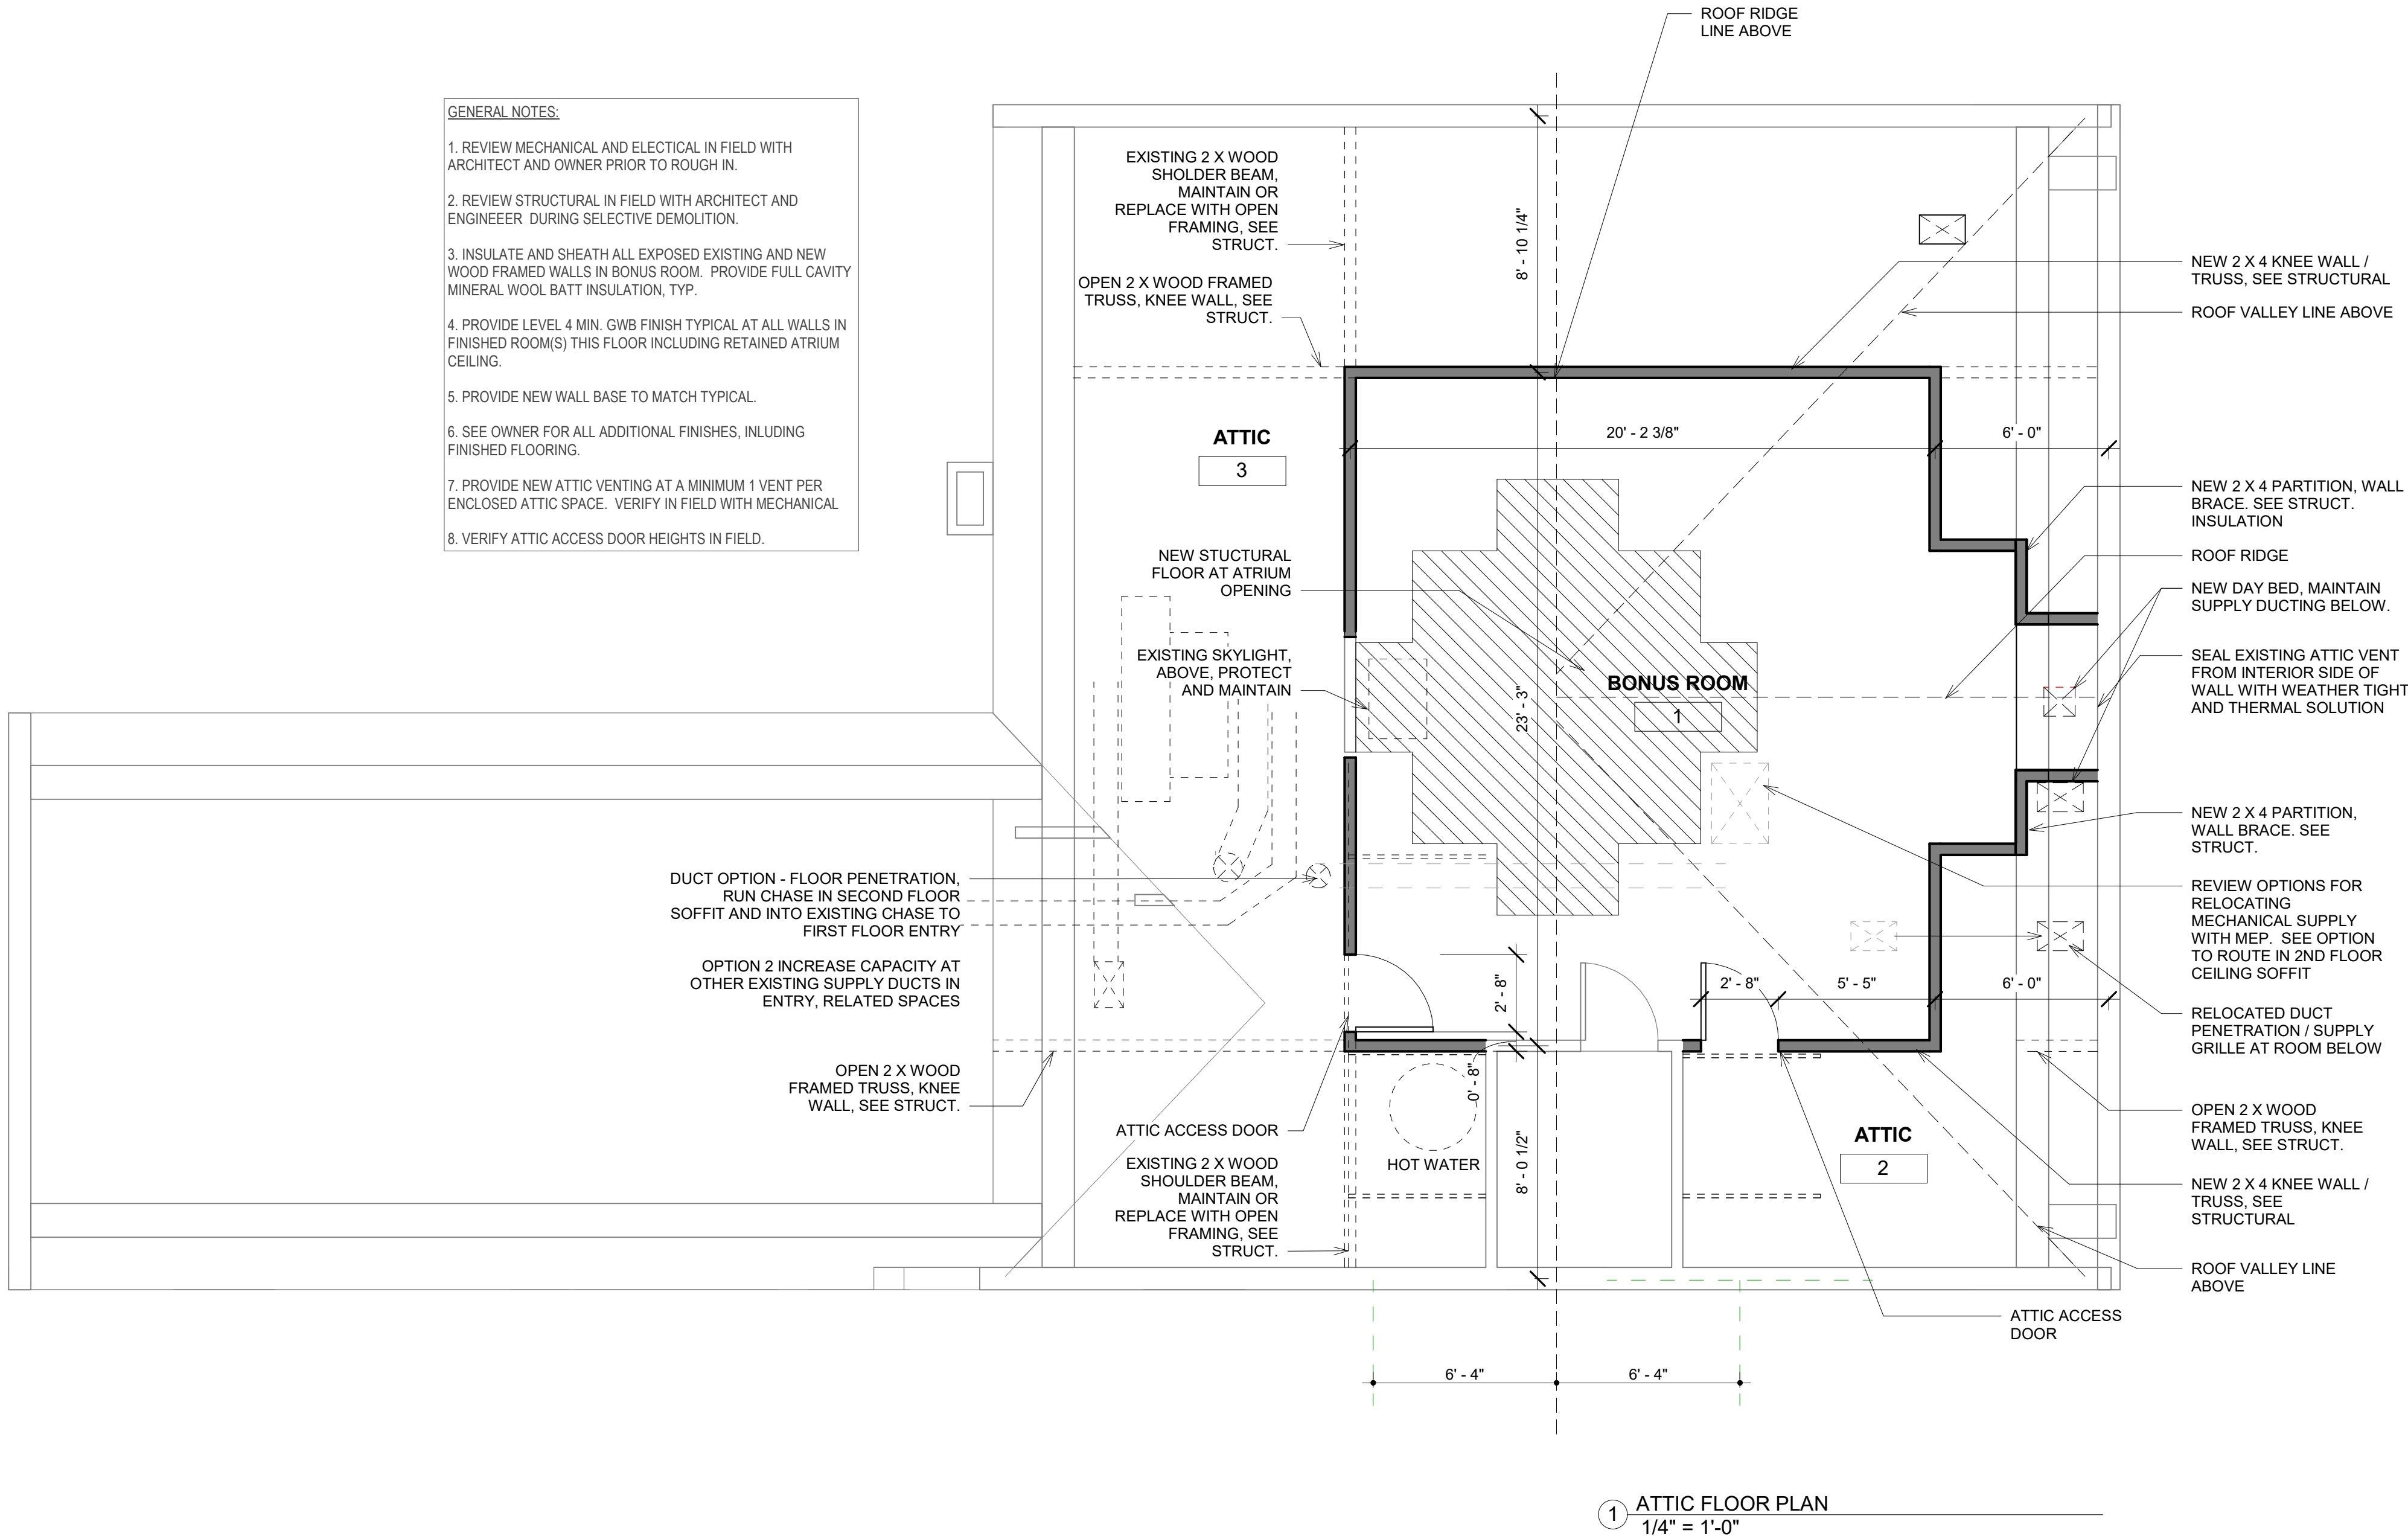 ROOF RIDGE
LINE ABOVE
GENERAL NOTES:
1. REVIEW MECHANICAL AND ELECTICAL IN FIELD WITH
ARCHITECT AND OWNER PRIOR TO ROUGH IN.
2. REVIEW STRUCTURAL IN FIELD WITH ARCHITECT AND
ENGINEEER DURING SELECTIVE DEMOLITION.
3. INSULATE AND SHEATH ALL EXPOSED EXISTING AND NEW
WOOD FRAMED WALLS IN BONUS ROOM. PROVIDE FULL CAVITY
MINERAL WOOL BATT INSULATION, TYP.
4. PROVIDE LEVEL 4 MIN. GWB FINISH TYPICAL AT ALL WALLS IN
FINISHED ROOM(S) THIS FLOOR INCLUDING RETAINED ATRIUM
CEILING.
5. PROVIDE NEW WALL BASE TO MATCH TYPICAL.
6. SEE OWNER FOR ALL ADDITIONAL FINISHES, INLUDING
FINISHED FLOORING.
7. PROVIDE NEW ATTIC VENTING AT A MINIMUM 1 VENT PER
ENCLOSED ATTIC SPACE. VERIFY IN FIELD WITH MECHANICAL
8. VERIFY ATTIC ACCESS DOOR HEIGHTS IN FIELD.
EXISTING 2 X WOOD
SHOLDER BEAM,
MAINTAIN OR
REPLACE WITH OPEN
FRAMING, SEE
STRUCT.
OPEN 2 X WOOD FRAMED
TRUSS, KNEE WALL, SEE
STRUCT.
8' - 10 1/4"
NEW 2 X 4 KNEE WALL /
TRUSS, SEE STRUCTURAL
ROOF VALLEY LINE ABOVE
ATTIC
3
20' - 2 3/8"
6' - 0"
NEW 2 X 4 PARTITION, WALL
BRACE. SEE STRUCT.
INSULATION
ROOF RIDGE
NEW DAY BED, MAINTAIN
SUPPLY DUCTING BELOW.
SEAL EXISTING ATTIC VENT
FROM INTERIOR SIDE OF
WALL WITH WEATHER TIGHT
AND THERMAL SOLUTION
NEW STUCTURAL
FLOOR AT ATRIUM
OPENING
EXISTING SKYLIGHT,
ABOVE, PROTECT
AND MAINTAIN
BONUS ROOM
1
23' - 3"
NEW 2 X 4 PARTITION,
WALL BRACE. SEE
STRUCT.
REVIEW OPTIONS FOR
RELOCATING
MECHANICAL SUPPLY
WITH MEP. SEE OPTION
TO ROUTE IN 2ND FLOOR
CEILING SOFFIT
DUCT OPTION - FLOOR PENETRATION,
RUN CHASE IN SECOND FLOOR
SOFFIT AND INTO EXISTING CHASE TO
FIRST FLOOR ENTRY
OPTION 2 INCREASE CAPACITY AT
OTHER EXISTING SUPPLY DUCTS IN
ENTRY, RELATED SPACES
2' - 8"
2' - 8"
5' - 5"
6' - 0"
RELOCATED DUCT
PENETRATION / SUPPLY
GRILLE AT ROOM BELOW
OPEN 2 X WOOD
FRAMED TRUSS, KNEE
WALL, SEE STRUCT.
0' - 8"
OPEN 2 X WOOD
FRAMED TRUSS, KNEE
WALL, SEE STRUCT.
ATTIC ACCESS DOOR
HOT WATER
8' - 0 1/2"
ATTIC
2
EXISTING 2 X WOOD
SHOULDER BEAM,
MAINTAIN OR
REPLACE WITH OPEN
FRAMING, SEE
STRUCT.
NEW 2 X 4 KNEE WALL /
TRUSS, SEE
STRUCTURAL
ROOF VALLEY LINE
ABOVE
ATTIC ACCESS
DOOR
6' - 4"
6' - 4"
1
ATTIC FLOOR PLAN
1/4" = 1'-0"